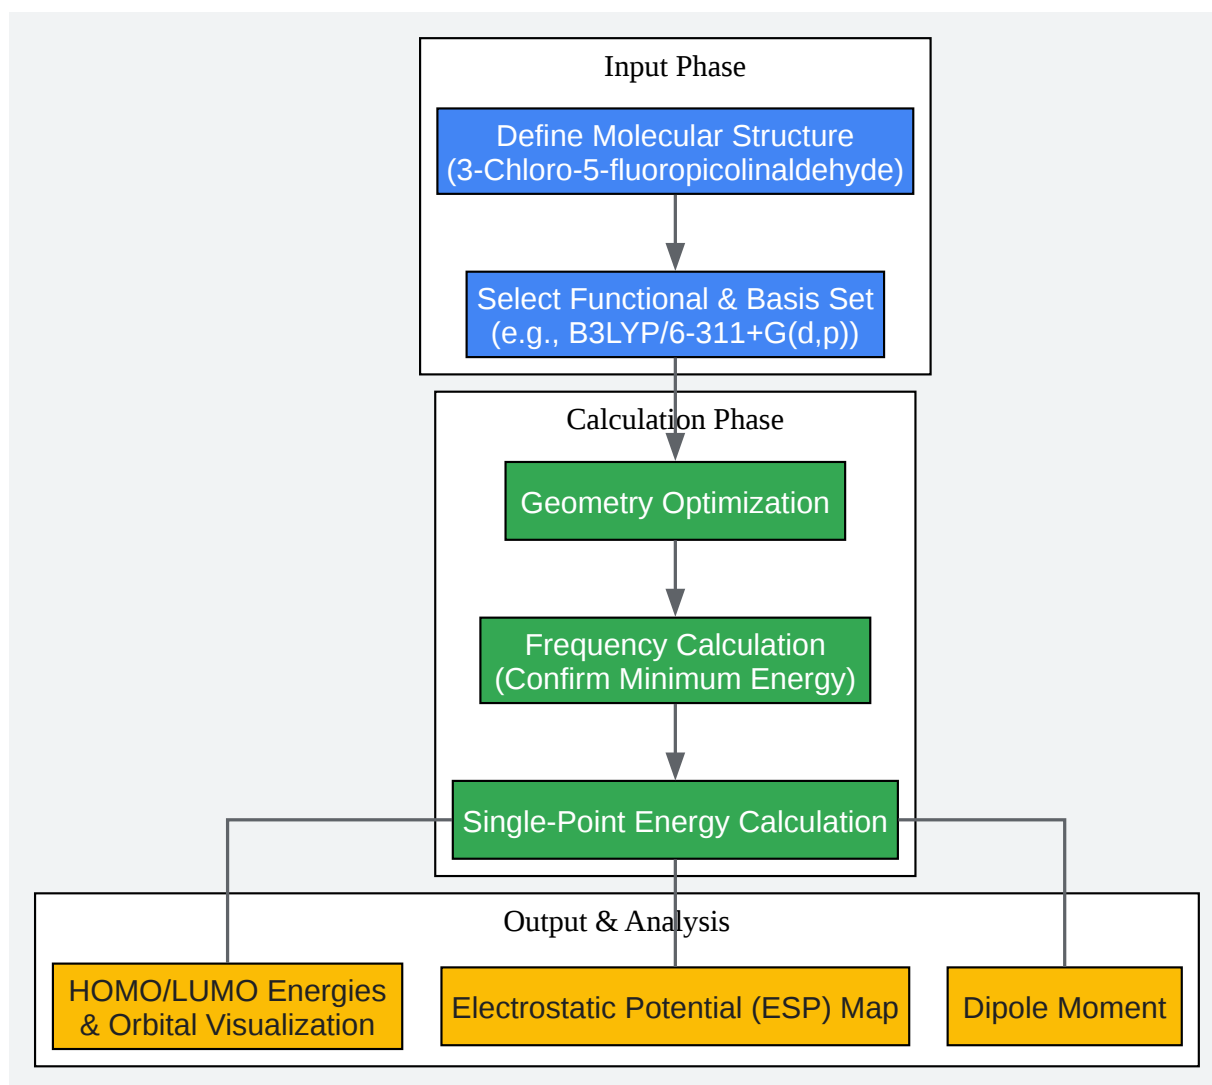 Input Phase
Define Molecular Structure
(3-Chloro-5-fluoropicolinaldehyde)
Select Functional & Basis Set
(e.g., B3LYP/6-311+G(d,p))
Calculation Phase
Geometry Optimization
Frequency Calculation
(Confirm Minimum Energy)
Single-Point Energy Calculation
Output & Analysis
HOMO/LUMO Energies
& Orbital Visualization
Electrostatic Potential (ESP) Map
Dipole Moment